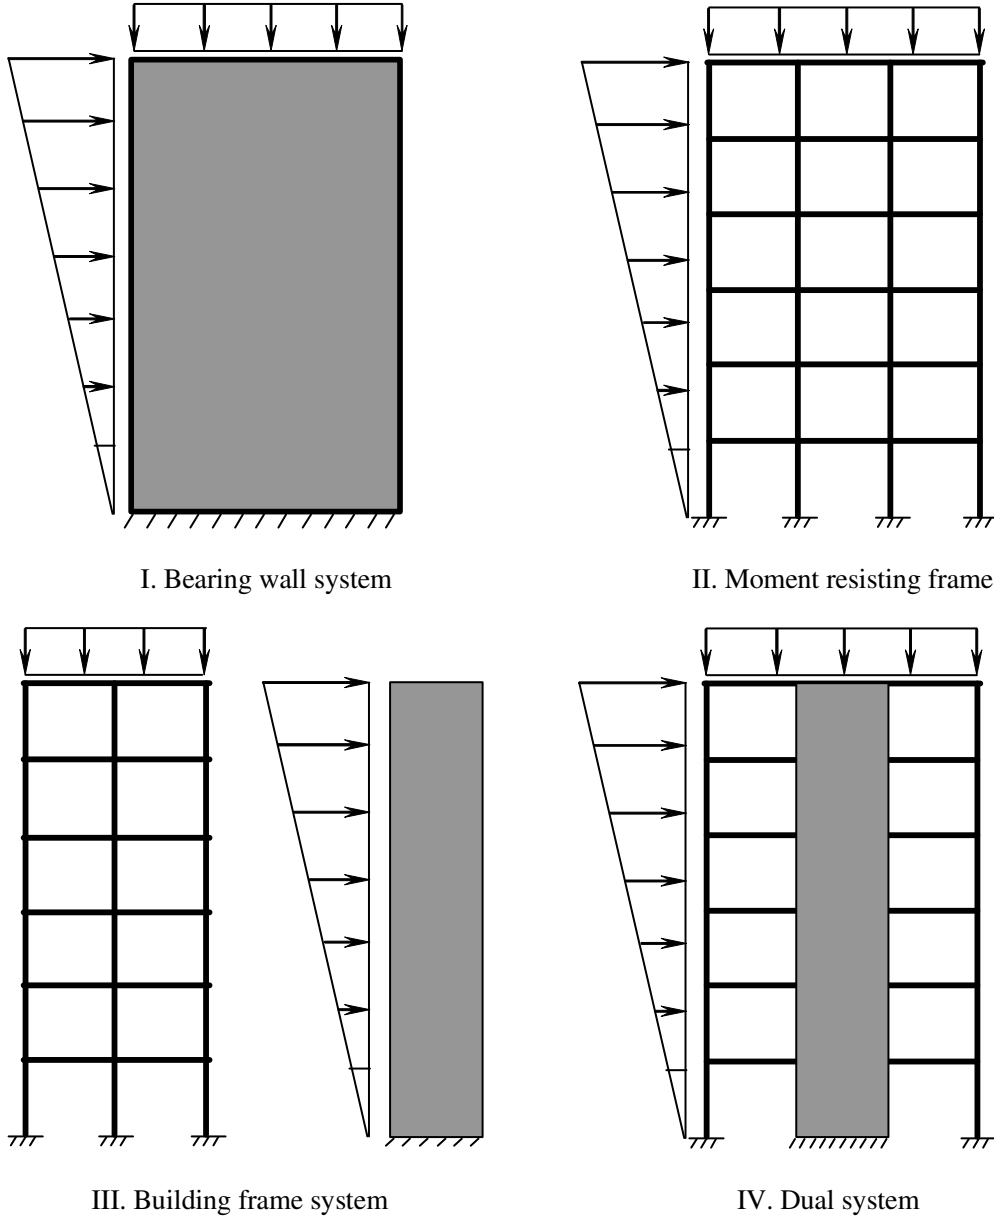 I. Bearing wall system
II. Moment resisting frame
III. Building frame system
IV. Dual system